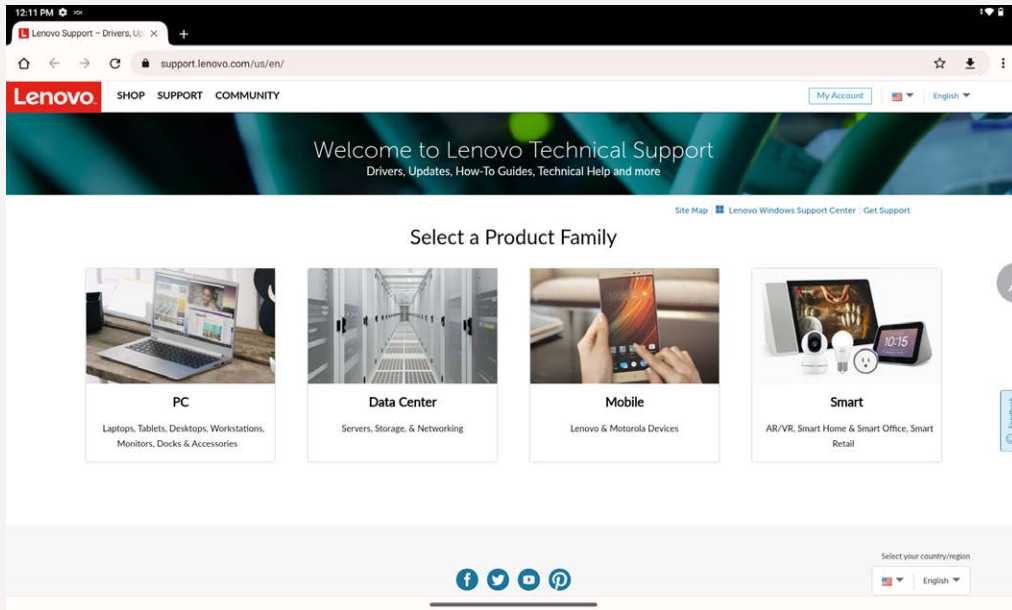 12:11 PM
Lenovo Support – Drivers, Up
support.lenovo.com/us/en/
Lenovo
SHOP SUPPORT COMMUNITY
My Account
English
Welcome to Lenovo Technical Support
Drivers, Updates, How-To Guides, Technical Help and more
Site Map
Lenovo Windows Support Center
Get Support
Select a Product Family
PC
Laptops, Tablets, Desktops, Workstations,
Monitors, Docks & Accessories
Data Center
Servers, Storage, & Networking
Mobile
Lenovo & Motorola Devices
10:15
Smart
AR/VR, Smart Home & Smart Office, Smart
Retail
Select your country/region
English